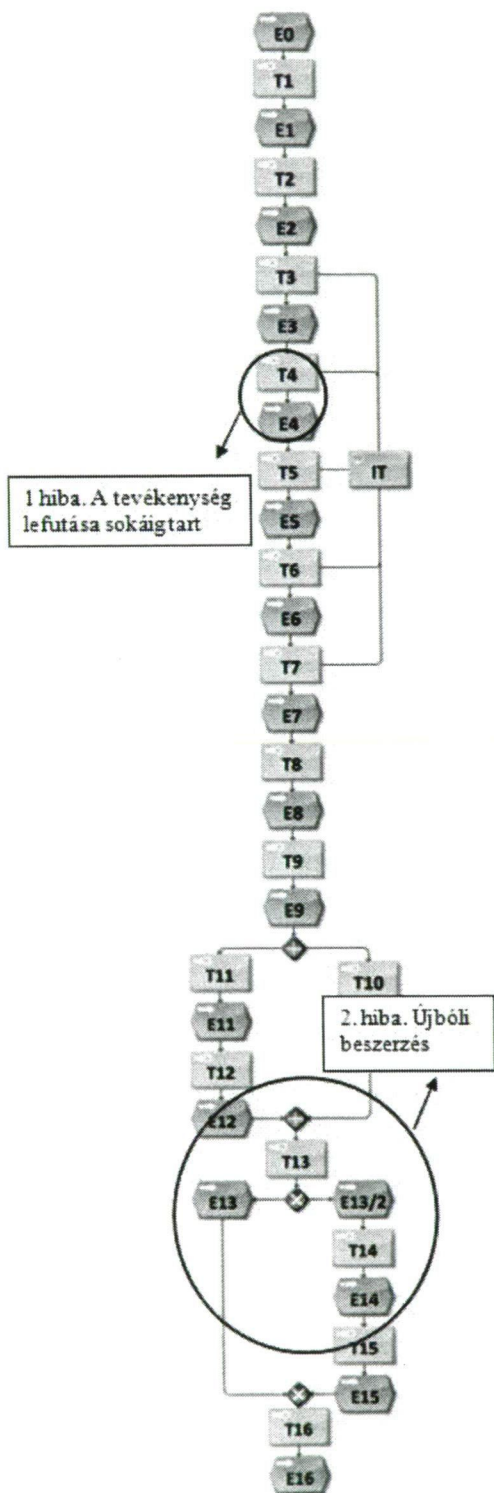 E0
T1
E1
T2
E2
T3
E3
T4
E4
T5
IT
E5
T6
E6
T7
E7
T8
E8
T9
E9
T11
T10
E11
T12
E12
T13
E13
E13/2
T14
E14
T15
E15
T16
E16
1 hiba. A tevékenység
lefutása sokáigtart
2. hiba. Újbóli
beszerzés